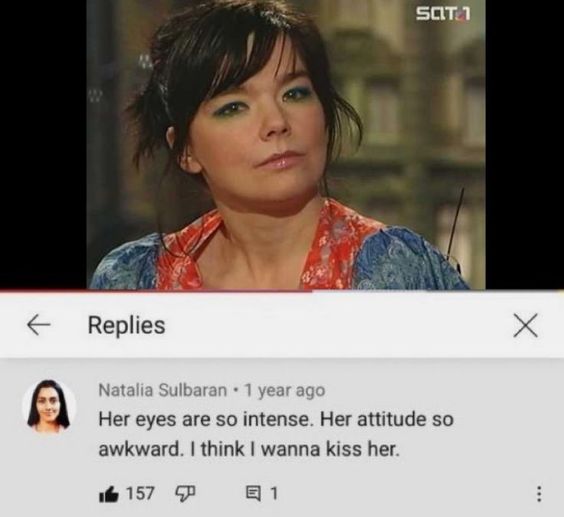 SAT.1
Replies
Natalia Sulbaran • 1 year ago
Her eyes are so intense. Her attitude so
awkward. I think I wanna kiss her.
157
1